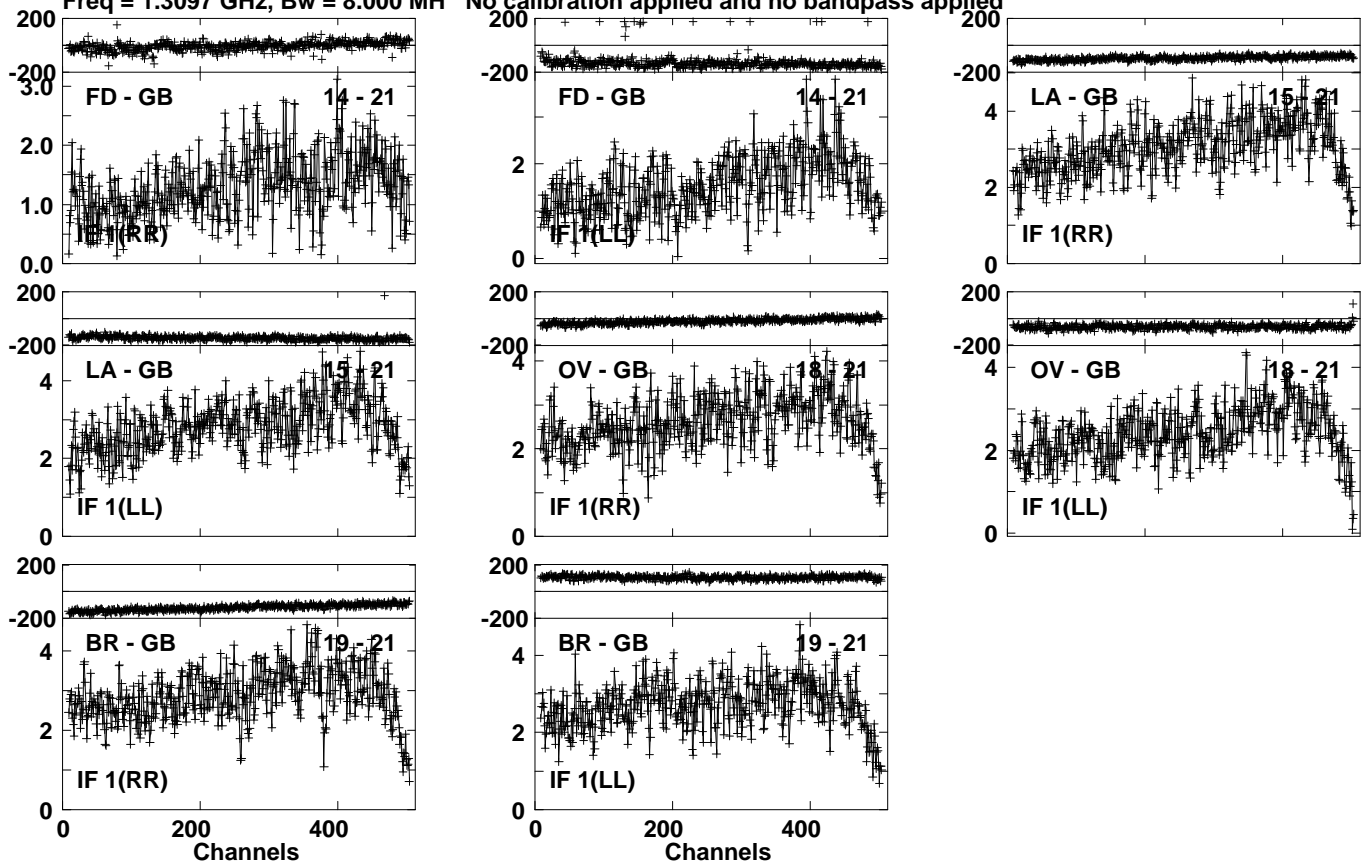 Freq = 1.3097 GHz, Bw = 8.000 MH No calibration applied and no bandpass applied
200
-200
3.0
2.0
1.0
0.0
FD - GB 14 - 21
IF 1(RR)
2
0
FD - GB 14 - 21
IF 1(LL)
4
2
0
LA - GB 15 - 21
IF 1(RR)
200
-200
4
2
0
LA - GB 15 - 21
IF 1(LL)
200
-200
4
2
0
OV - GB 18 - 21
IF 1(RR)
200
-200
4
2
0
OV - GB 18 - 21
IF 1(LL)
200
-200
4
2
0
BR - GB 19 - 21
IF 1(RR)
200
-200
4
2
0
BR - GB 19 - 21
IF 1(LL)
0 200 400
Channels
0 200 400
Channels
200
-200
200
-200